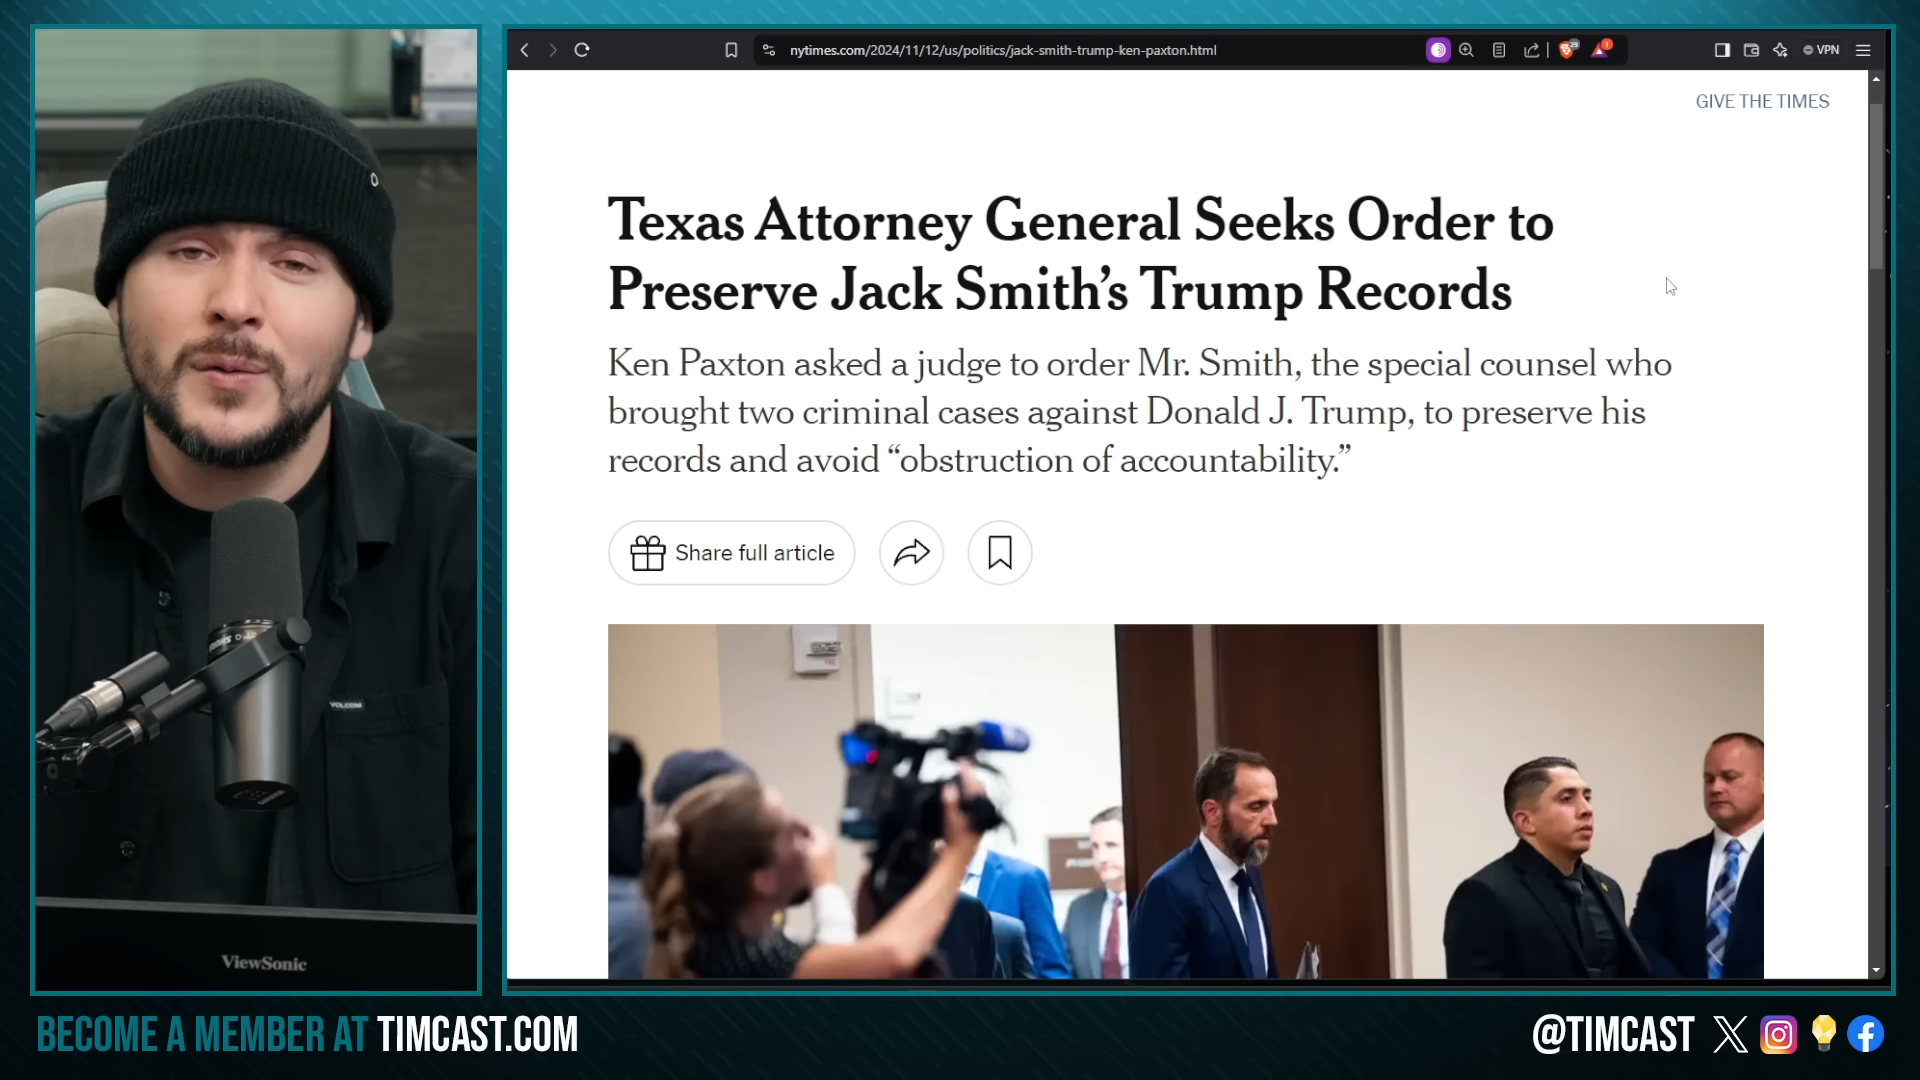 nytimes.com/2024/11/12/us/politics/jack-smith-trump-ken-paxton.html
VPN
GIVE THE TIMES
Texas Attorney General Seeks Order to
Preserve Jack Smith’s Trump Records
Ken Paxton asked a judge to order Mr. Smith, the special counsel who
brought two criminal cases against Donald J. Trump, to preserve his
records and avoid “obstruction of accountability.”
Share full article
VOLCOM
ViewSonic
BECOME A MEMBER AT TIMCAST.COM
@TIMCAST